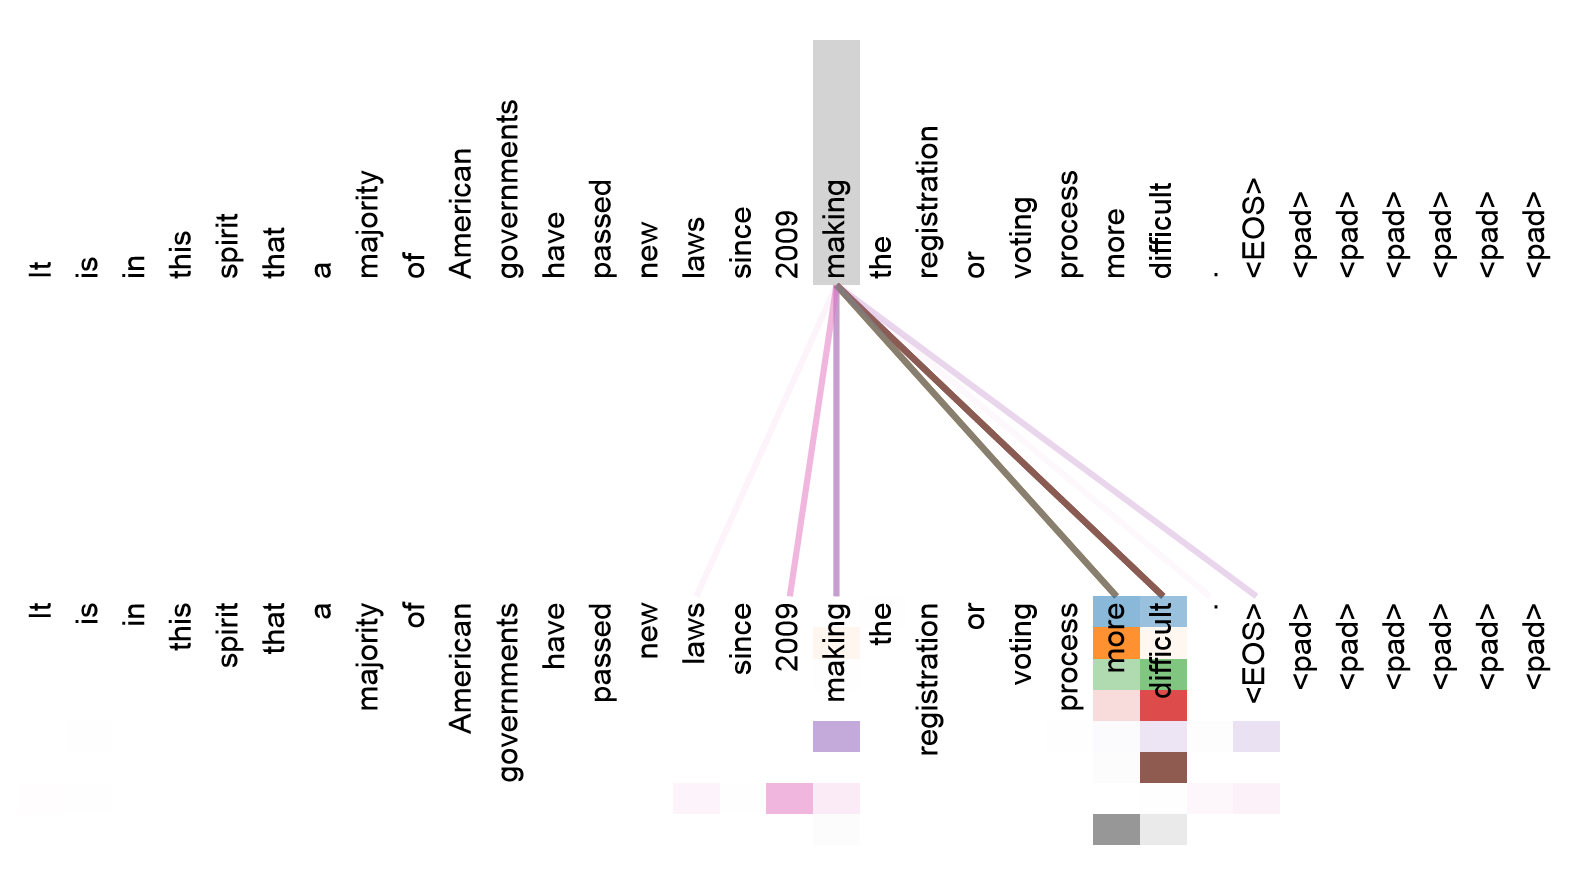 It is in this spirit that a majority of American governments have passed new laws since 2009 making the registration or voting process more difficult . <EOS> <pad> <pad> <pad> <pad> <pad> <pad>
It is in this spirit that a majority of American governments have passed new laws since 2009 making the registration or voting process more difficult . <EOS> <pad> <pad> <pad> <pad> <pad> <pad>